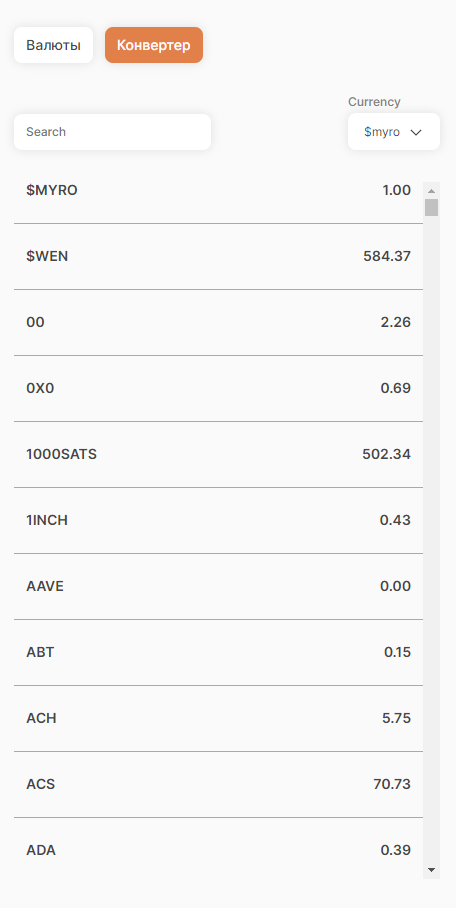 Валюты Конвертер
Currency
Search $myro
$MYRO 1.00
$WEN 584.37
00 2.26
0X0 0.69
1000SATS 502.34
1INCH 0.43
AAVE 0.00
ABT 0.15
ACH 5.75
ACS 70.73
ADA 0.39